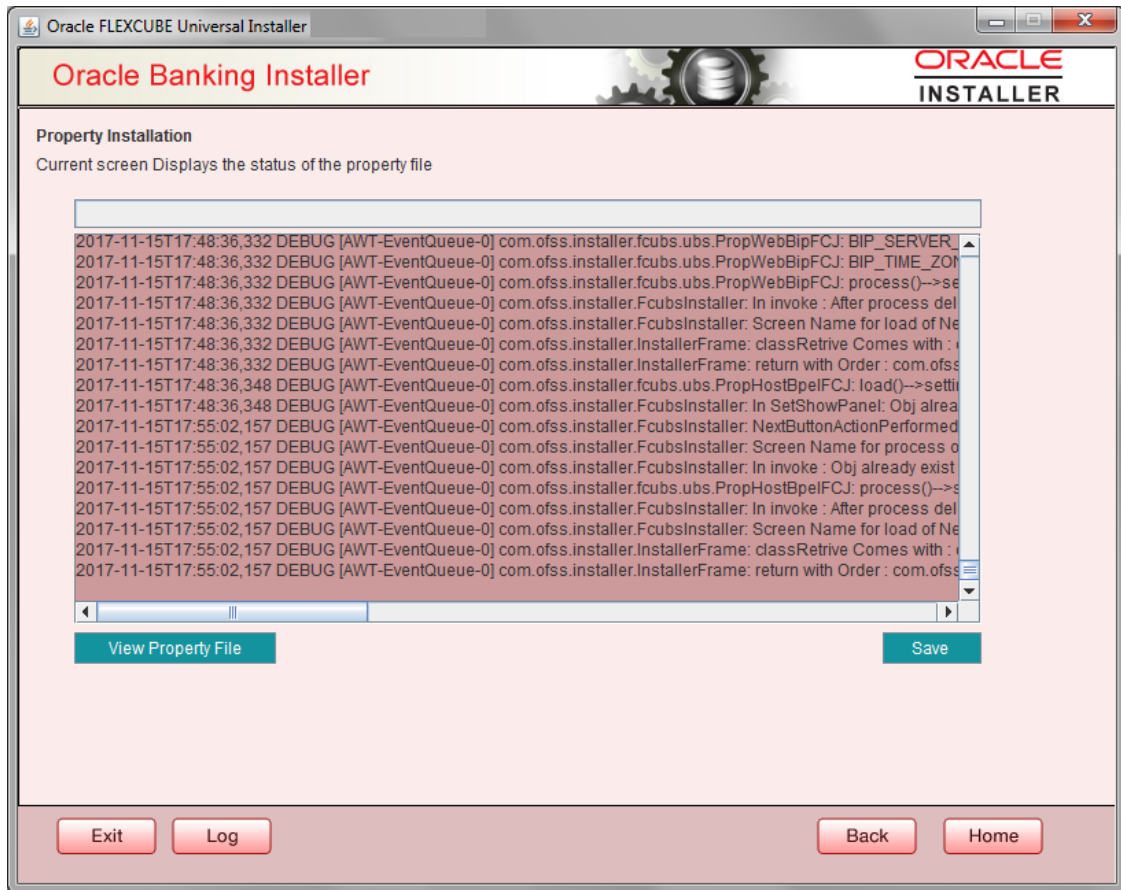 Oracle FLEXCUBE Universal Installer
Oracle Banking Installer
ORACLE
INSTALLER
Property Installation
Current screen Displays the status of the property file
2017-11-15T17:48:36,332 DEBUG [AWT-EventQueue-0] com.ofss.installer.fcubs.ubs.PropWebBipFCJ: BIP_SERVER_
2017-11-15T17:48:36,332 DEBUG [AWT-EventQueue-0] com.ofss.installer.fcubs.ubs.PropWebBipFCJ: BIP_TIME_ZON
2017-11-15T17:48:36,332 DEBUG [AWT-EventQueue-0] com.ofss.installer.fcubs.ubs.PropWebBipFCJ: process()-->se
2017-11-15T17:48:36,332 DEBUG [AWT-EventQueue-0] com.ofss.installer.FcubsInstaller: In invoke : After process del
2017-11-15T17:48:36,332 DEBUG [AWT-EventQueue-0] com.ofss.installer.FcubsInstaller: Screen Name for load of Ne
2017-11-15T17:48:36,332 DEBUG [AWT-EventQueue-0] com.ofss.installer.InstallerFrame: classRetrive Comes with :
2017-11-15T17:48:36,332 DEBUG [AWT-EventQueue-0] com.ofss.installer.InstallerFrame: return with Order : com.ofss
2017-11-15T17:48:36,348 DEBUG [AWT-EventQueue-0] com.ofss.installer.fcubs.ubs.PropHostBpelFCJ: load()-->settin
2017-11-15T17:48:36,348 DEBUG [AWT-EventQueue-0] com.ofss.installer.FcubsInstaller: In SetShowPanel: Obj alrea
2017-11-15T17:55:02,157 DEBUG [AWT-EventQueue-0] com.ofss.installer.FcubsInstaller: NextButtonActionPerformed
2017-11-15T17:55:02,157 DEBUG [AWT-EventQueue-0] com.ofss.installer.FcubsInstaller: Screen Name for process o
2017-11-15T17:55:02,157 DEBUG [AWT-EventQueue-0] com.ofss.installer.FcubsInstaller: In invoke : Obj already exist
2017-11-15T17:55:02,157 DEBUG [AWT-EventQueue-0] com.ofss.installer.fcubs.ubs.PropHostBpelFCJ: process()-->s
2017-11-15T17:55:02,157 DEBUG [AWT-EventQueue-0] com.ofss.installer.FcubsInstaller: In invoke : After process del
2017-11-15T17:55:02,157 DEBUG [AWT-EventQueue-0] com.ofss.installer.FcubsInstaller: Screen Name for load of Ne
2017-11-15T17:55:02,157 DEBUG [AWT-EventQueue-0] com.ofss.installer.InstallerFrame: classRetrive Comes with :
2017-11-15T17:55:02,157 DEBUG [AWT-EventQueue-0] com.ofss.installer.InstallerFrame: return with Order : com.ofss
View Property File
Save
Exit
Log
Back
Home